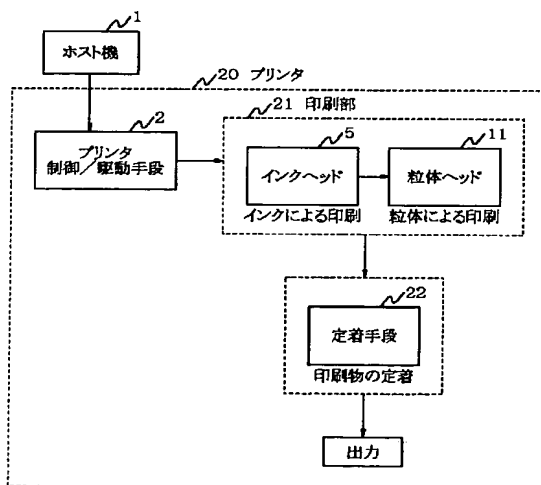 1
ホスト機
20 プリンタ
21 印刷部
2
プリンタ
制御／駆動手段
5
インクヘッド
インクによる印刷
11
粒体ヘッド
粒体による印刷
22
定着手段
印刷物の定着
出力